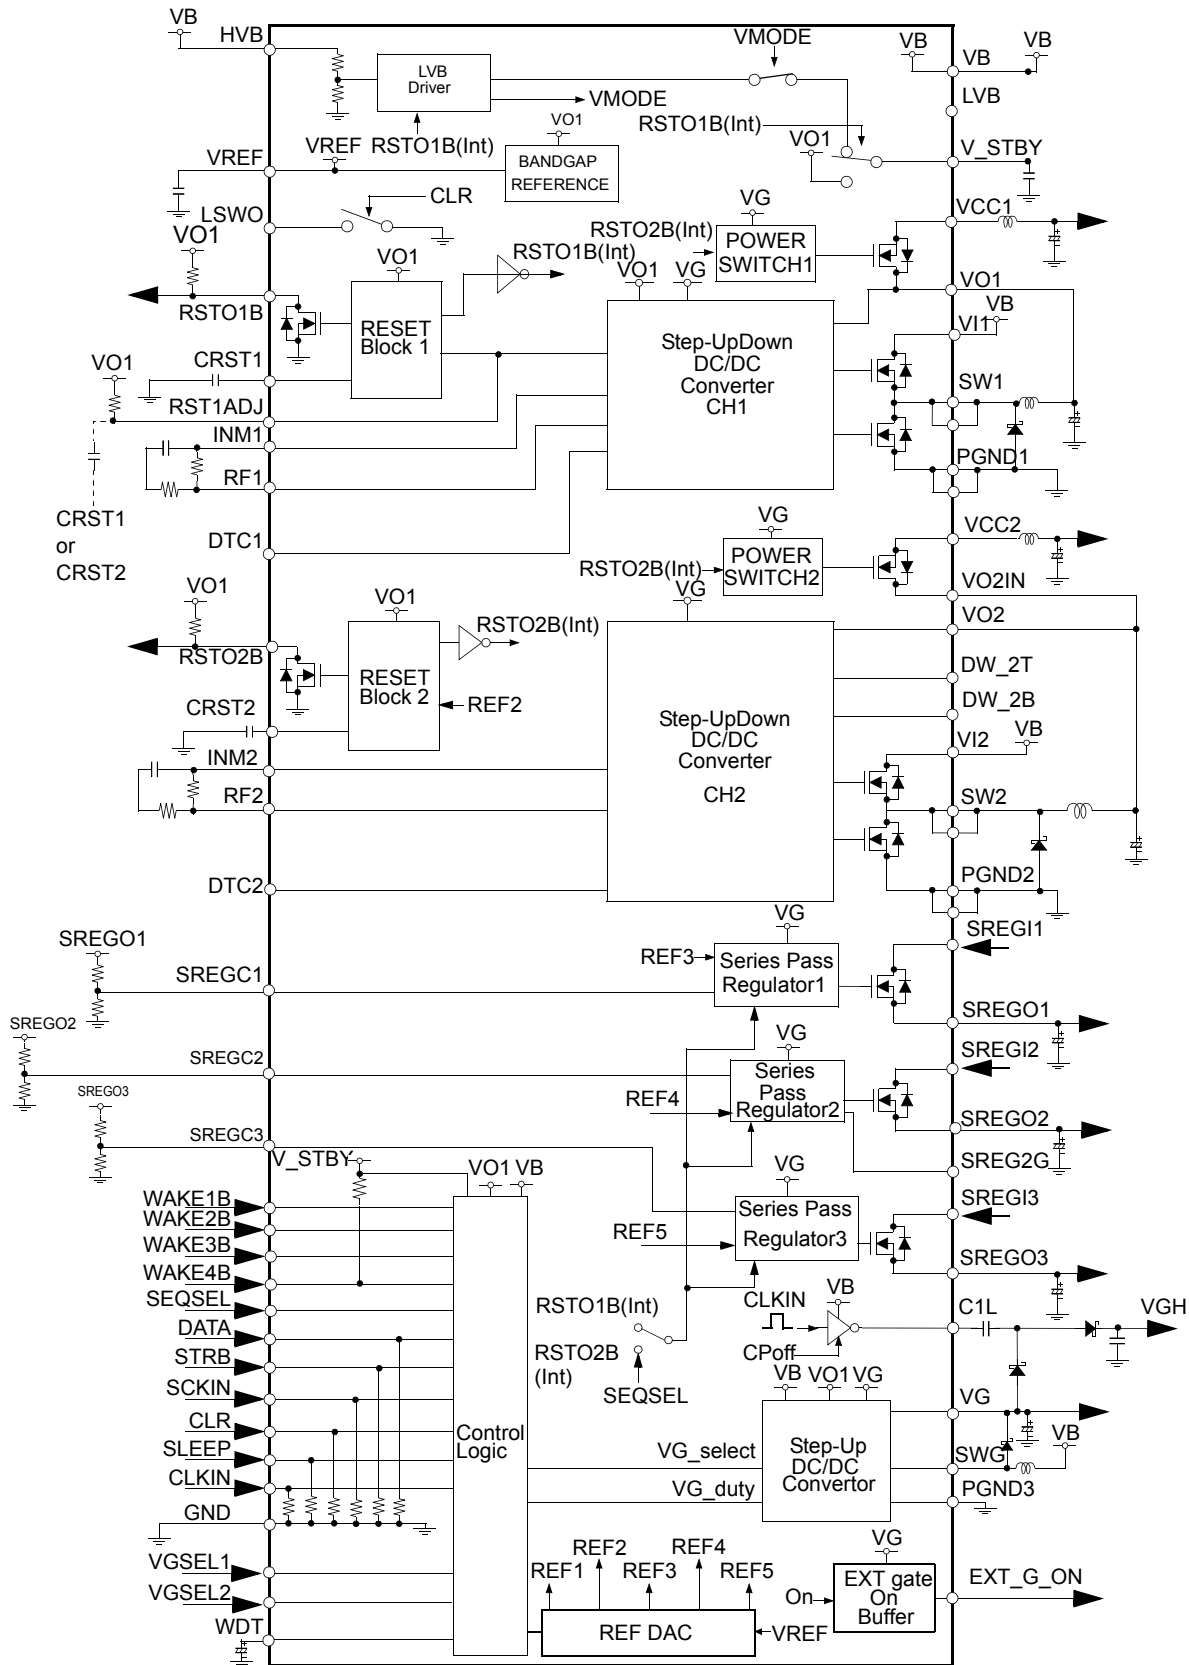 VB
HVB
VMODE
VB
VB
VB
LVB
Driver
VMODE
LVB
RSTO1B(Int)
VO1
RSTO1B(Int)
VREF
VREF
BANDGAP
REFERENCE
VO1
V_STBY
CLR
LSWO
VG
VCC1
RSTO2B(Int)
POWER
SWITCH1
VO1
VO1
RSTO1B(Int)
VO1
VG
RSTO1B
RESET
Block 1
VO1
VB
VI1
Step-UpDown
DC/DC
Converter
CH1
CRST1
VO1
SW1
RST1ADJ
INM1
PGND1
RF1
CRST1
or
CRST2
DTC1
VG
VCC2
POWER
SWITCH2
RSTO2B(Int)
VO1
VO1
VG
VO2IN
RSTO2B(Int)
VO2
RSTO2B
RESET
Block 2
DW_2T
REF2
CRST2
DW_2B
Step-UpDown
DC/DC
Converter
CH2
VB
VI2
INM2
RF2
SW2
DTC2
PGND2
VG
SREGI1
SREGO1
REF3
Series Pass
Regulator1
SREGC1
SREGO1
SREGO2
VG
SREGC2
SREGI2
Series
Pass
Regulator2
SREGO3
REF4
SREGO2
SREGC3
V_STBY
VO1
VB
VG
SREG2G
WAKE1B
SREGI3
WAKE2B
Series Pass
Regulator3
REF5
WAKE3B
SREGO3
WAKE4B
SEQSEL
RSTO1B(Int)
CLKIN
VB
C1L
VGH
DATA
STRB
RSTO2B
(Int)
CPoff
SCKIN
SEQSEL
VB
VO1
VG
VG
CLR
Control
Logic
SLEEP
VG_select
Step-Up
DC/DC
Convertor
SWG
VB
CLKIN
VG_duty
PGND3
GND
REF1
REF2
REF3
REF4
REF5
VG
VGSEL1
EXT gate
On
Buffer
EXT_G_ON
VGSEL2
On
WDT
REF DAC
VREF